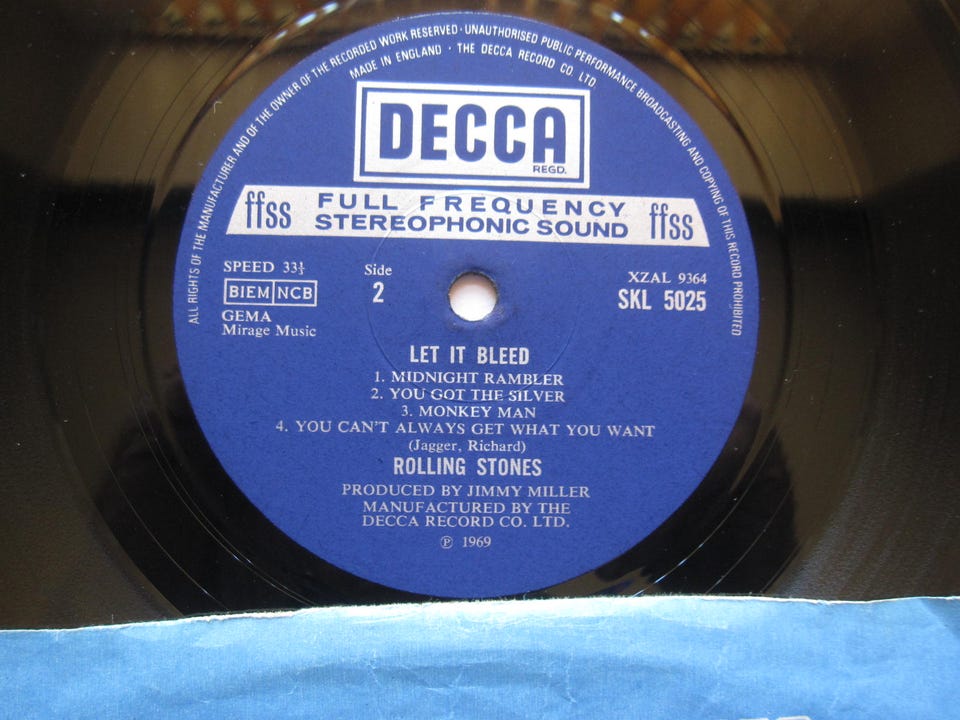 ALL RIGHTS OF THE MANUFACTURER AND OF THE OWNER OF THE RECORDED WORK RESERVED · UNAUTHORISED PUBLIC PERFORMANCE BROADCASTING AND COPYING OF THIS RECORD PROHIBITED
MADE IN ENGLAND · THE DECCA RECORD CO. LTD.
DECCA
REGD.
ffss FULL FREQUENCY STEREOPHONIC SOUND ffss
SPEED 33⅓
BIEM NCB
GEMA
Mirage Music
Side
2
XZAL 9364
SKL 5025
LET IT BLEED
1. MIDNIGHT RAMBLER
2. YOU GOT THE SILVER
3. MONKEY MAN
4. YOU CAN'T ALWAYS GET WHAT YOU WANT
(Jagger, Richard)
ROLLING STONES
PRODUCED BY JIMMY MILLER
MANUFACTURED BY THE
DECCA RECORD CO. LTD.
℗ 1969